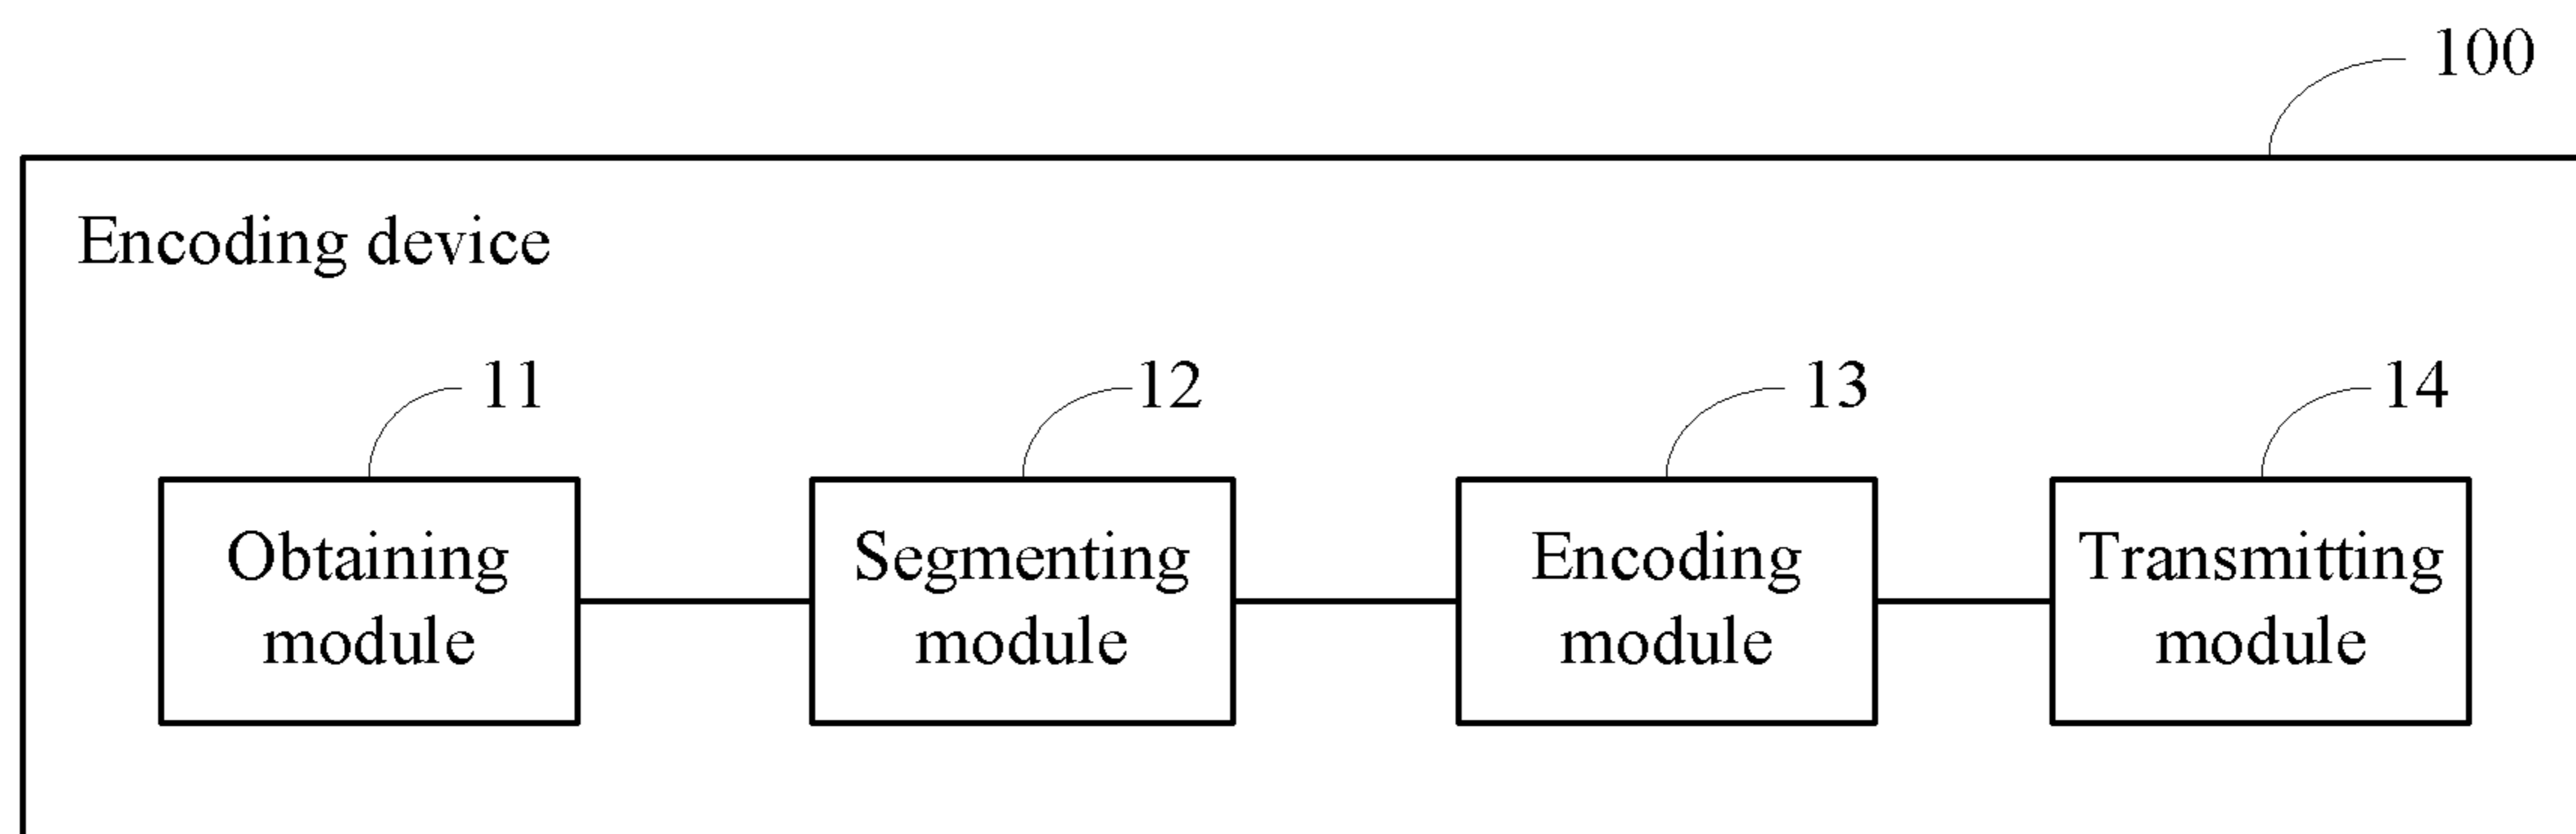 100
Encoding device
11
12
13
14
Obtaining
module
Segmenting
module
Encoding
module
Transmitting
module